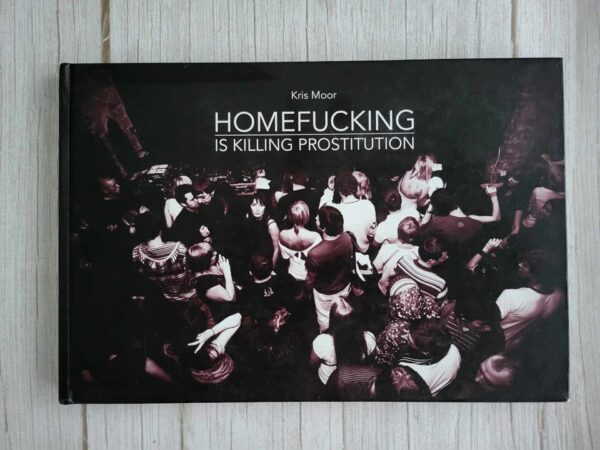 Kris Moor
HOMEFUCKING
IS KILLING PROSTITUTION